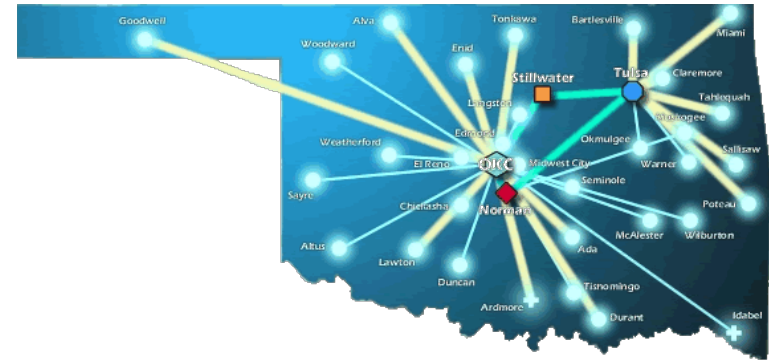 Goodwell
Alva
Tonkawa
Bartlesville
Miami
Woodward
Enid
Stillwater
Tulsa
Claremore
Langston
Tahlequah
Muskogee
Edmond
Okmulgee
Weatherford
El Reno
OKC
Midwest City
Warner
Sallisaw
Seminole
Sayre
Chickasha
Norman
Poteau
Altus
Lawton
Ada
McAlester
Wilburton
Duncan
Tisnomingo
Ardmore
Durant
Idabel